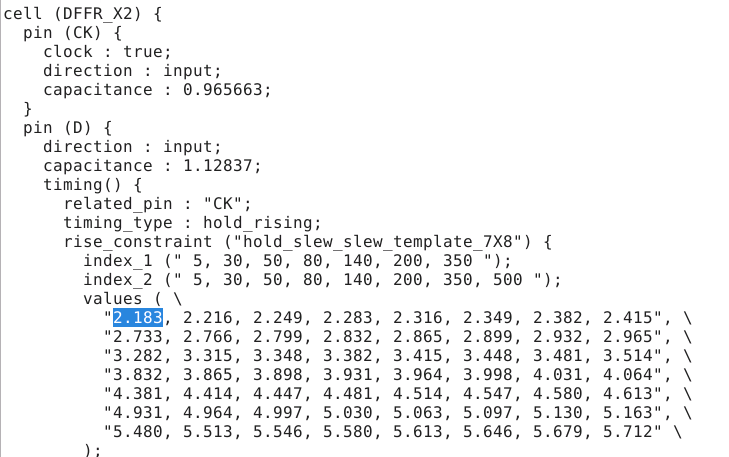 cell (DFFR_X2) {
pin (CK) {
clock : true;
direction : input;
capacitance : 0.965663;
}
pin (D) {
direction : input;
capacitance : 1.12837;
timing() {
related_pin : "CK";
timing_type : hold_rising;
rise_constraint ("hold_slew_slew_template_7X8") {
index_1 (" 5, 30, 50, 80, 140, 200, 350 ");
index_2 (" 5, 30, 50, 80, 140, 200, 350, 500 ");
values ( \
"2.183, 2.216, 2.249, 2.283, 2.316, 2.349, 2.382, 2.415", \
"2.733, 2.766, 2.799, 2.832, 2.865, 2.899, 2.932, 2.965", \
"3.282, 3.315, 3.348, 3.382, 3.415, 3.448, 3.481, 3.514", \
"3.832, 3.865, 3.898, 3.931, 3.964, 3.998, 4.031, 4.064", \
"4.381, 4.414, 4.447, 4.481, 4.514, 4.547, 4.580, 4.613", \
"4.931, 4.964, 4.997, 5.030, 5.063, 5.097, 5.130, 5.163", \
"5.480, 5.513, 5.546, 5.580, 5.613, 5.646, 5.679, 5.712" \
);